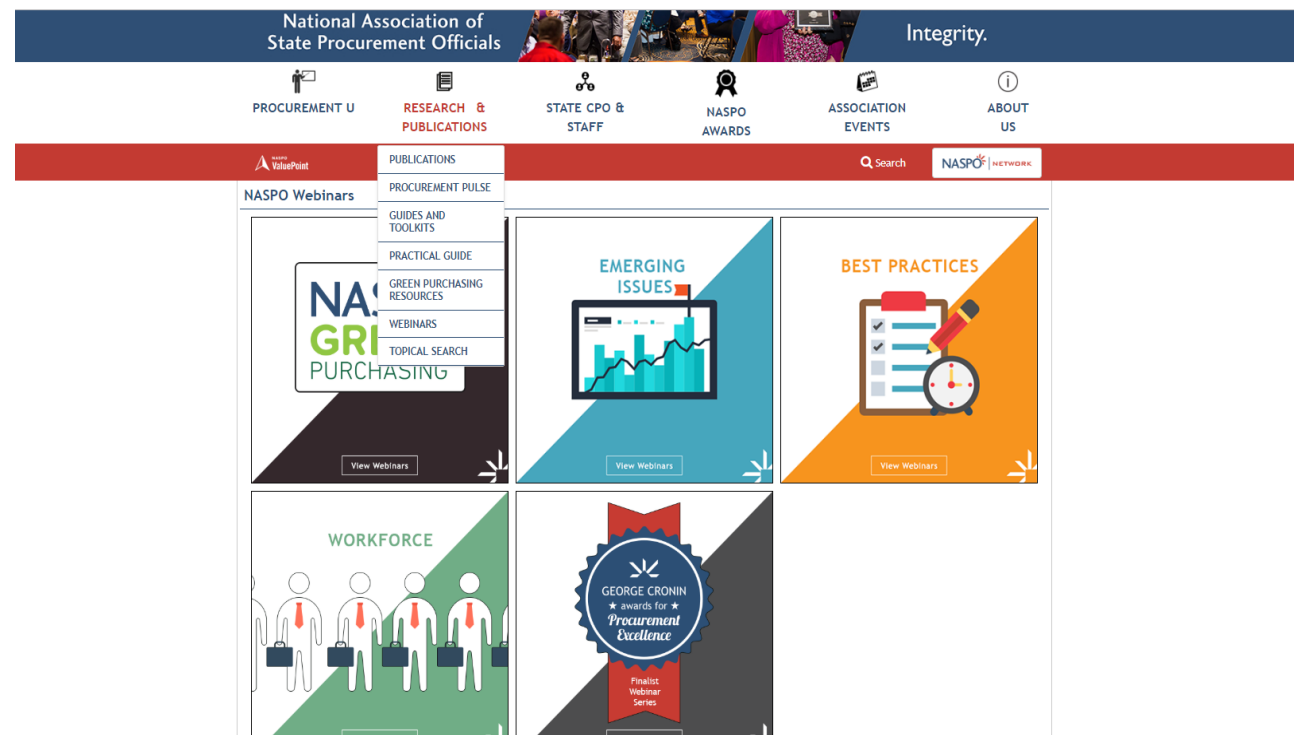 National Association of
State Procurement Officials
Integrity.
PROCUREMENT U
RESEARCH &
PUBLICATIONS
STATE CPO &
STAFF
NASPO
AWARDS
ASSOCIATION
EVENTS
ABOUT
US
NASPO
ValuePoint
Search
NASPO NETWORK
PUBLICATIONS
PROCUREMENT PULSE
GUIDES AND
TOOLKITS
PRACTICAL GUIDE
GREEN PURCHASING
RESOURCES
WEBINARS
TOPICAL SEARCH
NASPO Webinars
NAS
GRE
PURCHASING
View Webinars
EMERGING
ISSUES
View Webinars
BEST PRACTICES
View Webinars
WORKFORCE
GEORGE CRONIN
★ awards for ★
Procurement
Excellence
Finalist
Webinar
Series